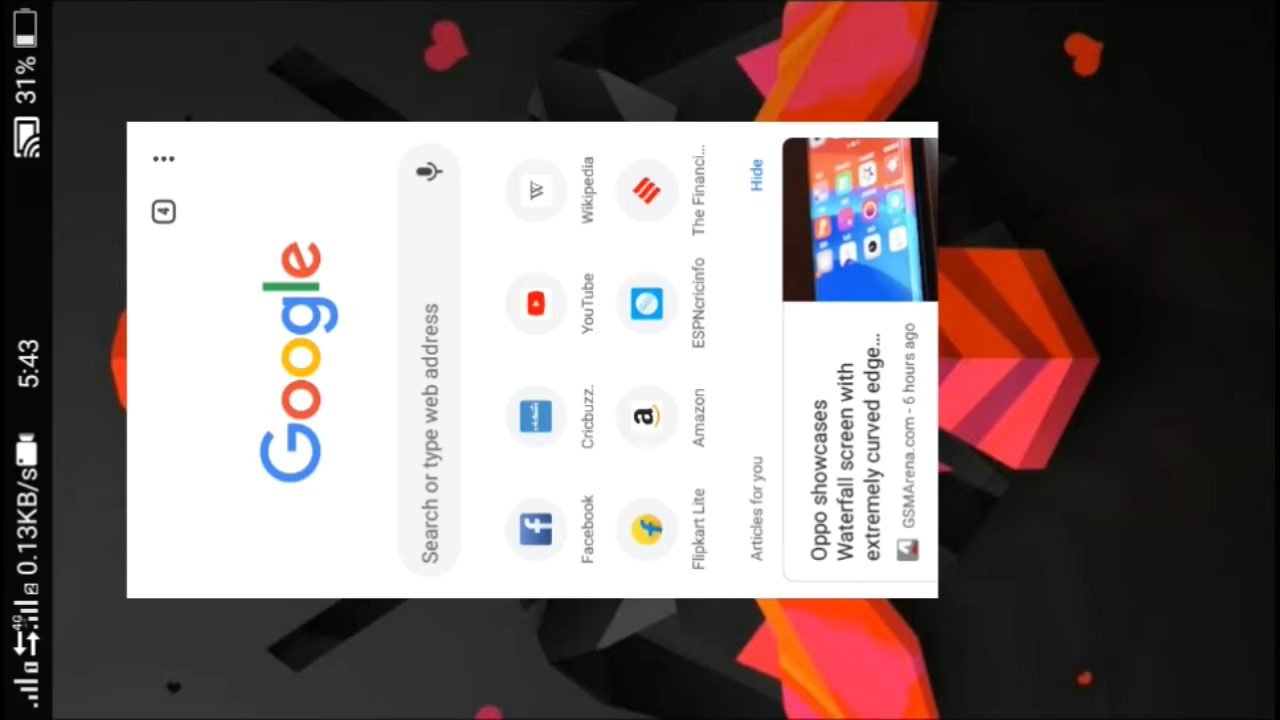 4G 0.13KB/s 5:43 31%
4
Google
Search or type web address
Facebook Cricbuzz. YouTube Wikipedia
Flipkart Lite Amazon ESPNcricinfo The Financi...
Articles for you Hide
Oppo showcases
Waterfall screen with
extremely curved edge...
GSMArena.com - 6 hours ago